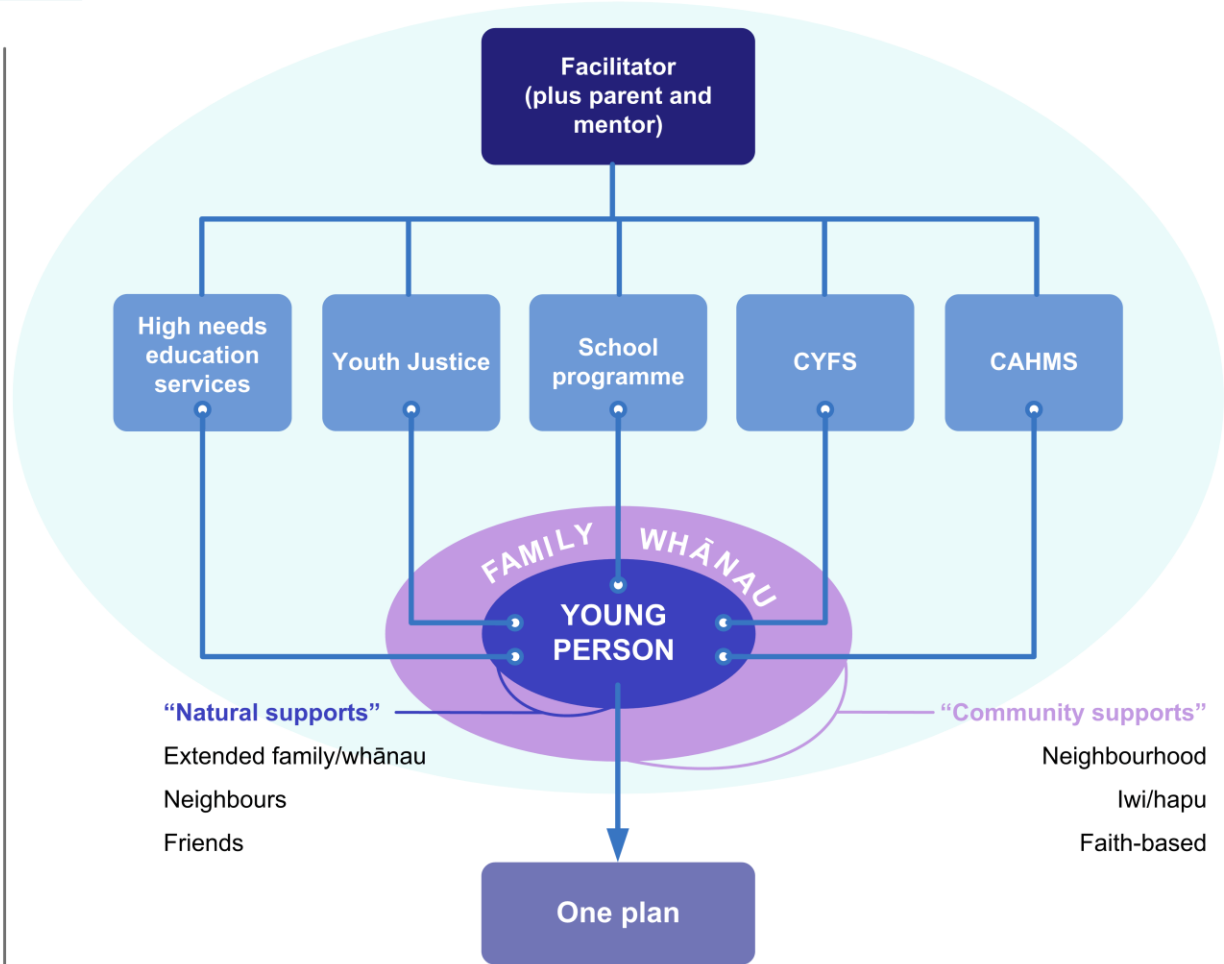 Facilitator
(plus parent and
mentor)
High needs
education
services
Youth Justice
School
programme
CYFS
CAHMS
FAMILY WHĀNAU
YOUNG
PERSON
“Natural supports”
Extended family/whānau
Neighbours
Friends
“Community supports”
Neighbourhood
Iwi/hapu
Faith-based
One plan